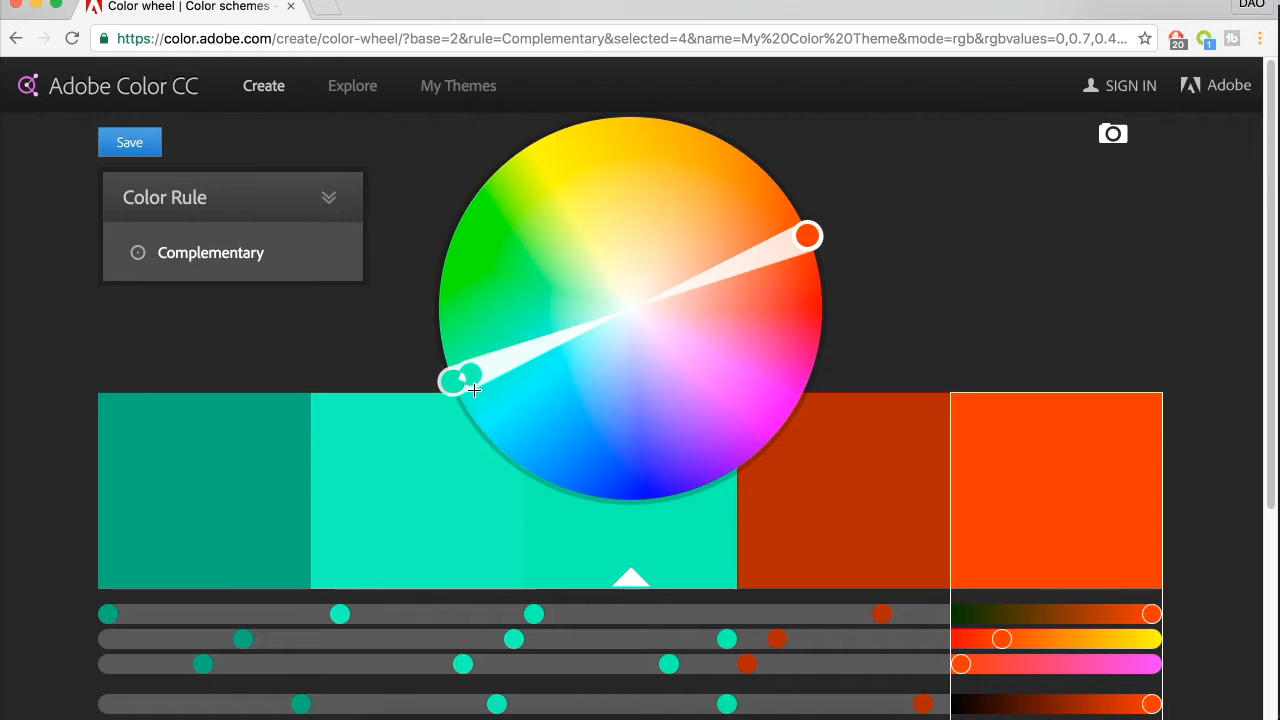 DAO
Color wheel | Color schemes -
https://color.adobe.com/create/color-wheel/?base=2&rule=Complementary&selected=4&name=My%20Color%20Theme&mode=rgb&rgbvalues=0,0.7,0.4...
20
1
Adobe Color CC
Create
Explore
My Themes
SIGN IN
Adobe
Save
Color Rule
Complementary